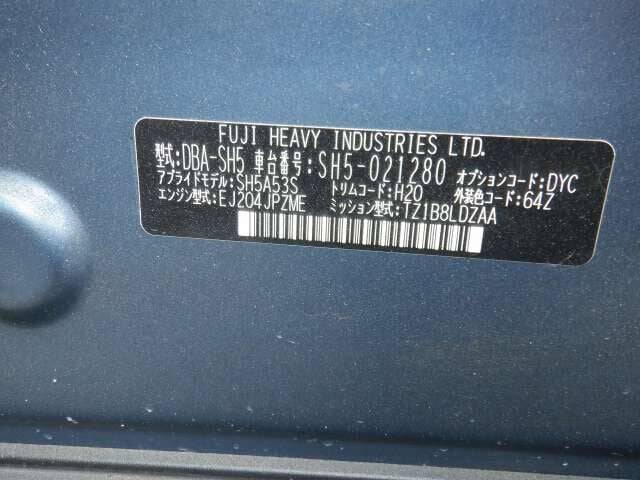 FUJI HEAVY INDUSTRIES LTD.
型式:DBA-SH5 車台番号:SH5-021280 オプションコード:DYC
アプライドモデル:SH5A53S トリムコード:H20 外装色コード:64Z
エンジン型式:EJ204JPZME ミッション型式:TZ1B8LDZAA